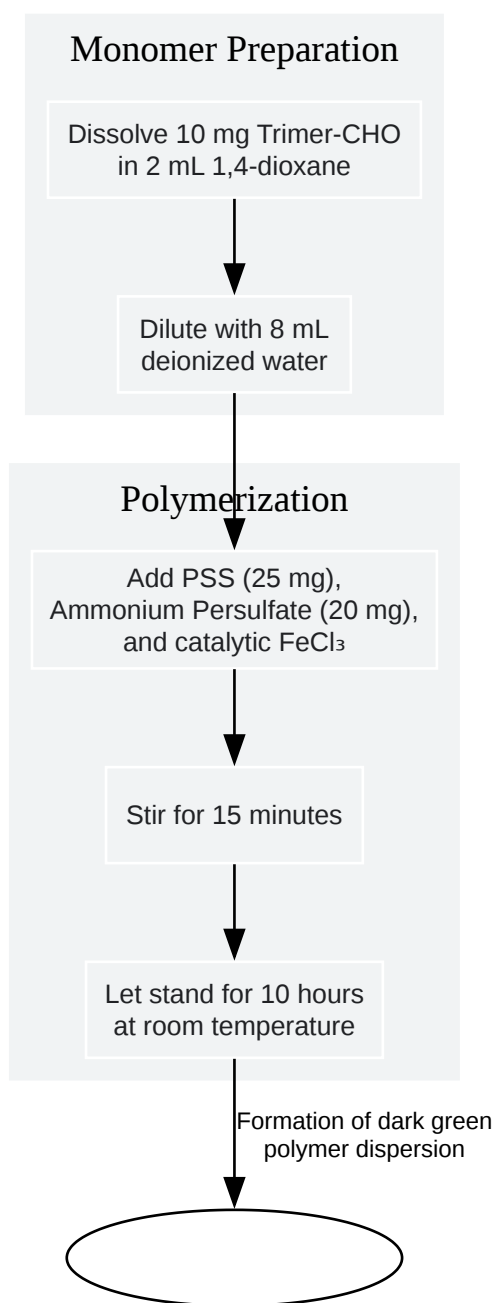 Monomer Preparation
Dissolve 10 mg Trimer-CHO
in 2 mL 1,4-dioxane
Dilute with 8 mL
deionized water
Polymerization
Add PSS (25 mg),
Ammonium Persulfate (20 mg),
and catalytic FeCl₃
Stir for 15 minutes
Let stand for 10 hours
at room temperature
Formation of dark green
polymer dispersion